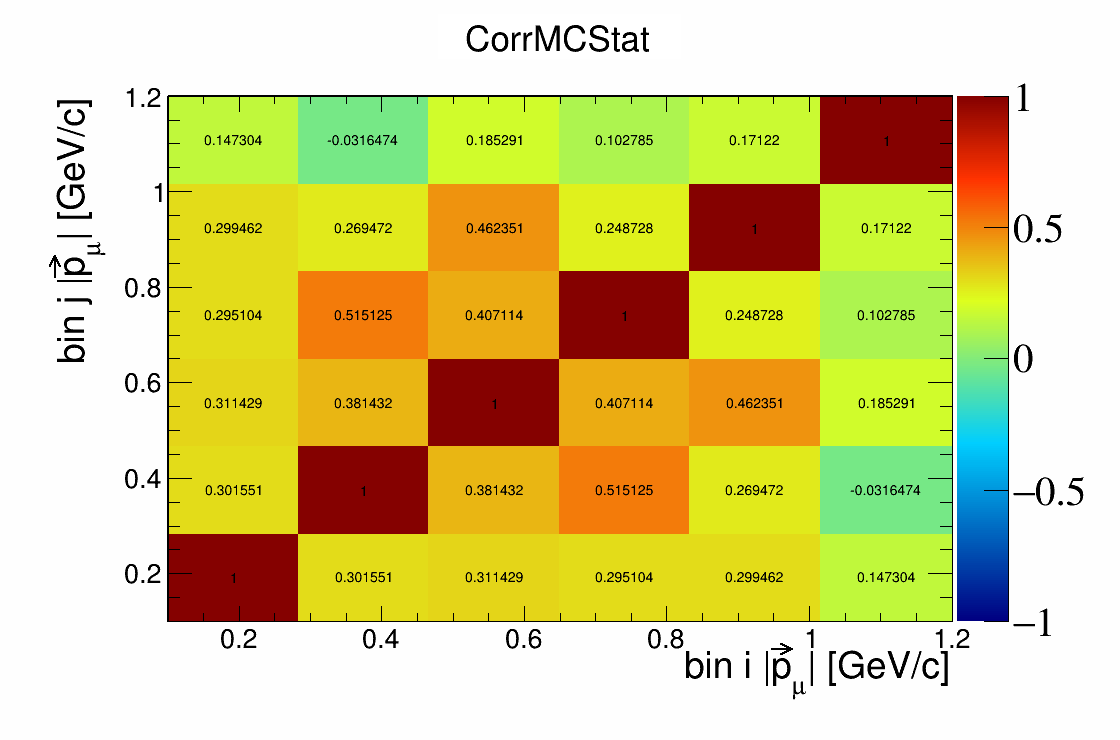 CorrMCStat
bin j |p⃗μ| [GeV/c]
1.2
1
0.8
0.6
0.4
0.2
0.147304 -0.0316474 0.185291 0.102785 0.17122 1
0.299462 0.269472 0.462351 0.248728 1 0.17122
0.295104 0.515125 0.407114 1 0.248728 0.102785
0.311429 0.381432 1 0.407114 0.462351 0.185291
0.301551 1 0.381432 0.515125 0.269472 -0.0316474
1 0.301551 0.311429 0.295104 0.299462 0.147304
0.2 0.4 0.6 0.8 1 1.2
bin i |p⃗μ| [GeV/c]
1
0.5
0
−0.5
−1